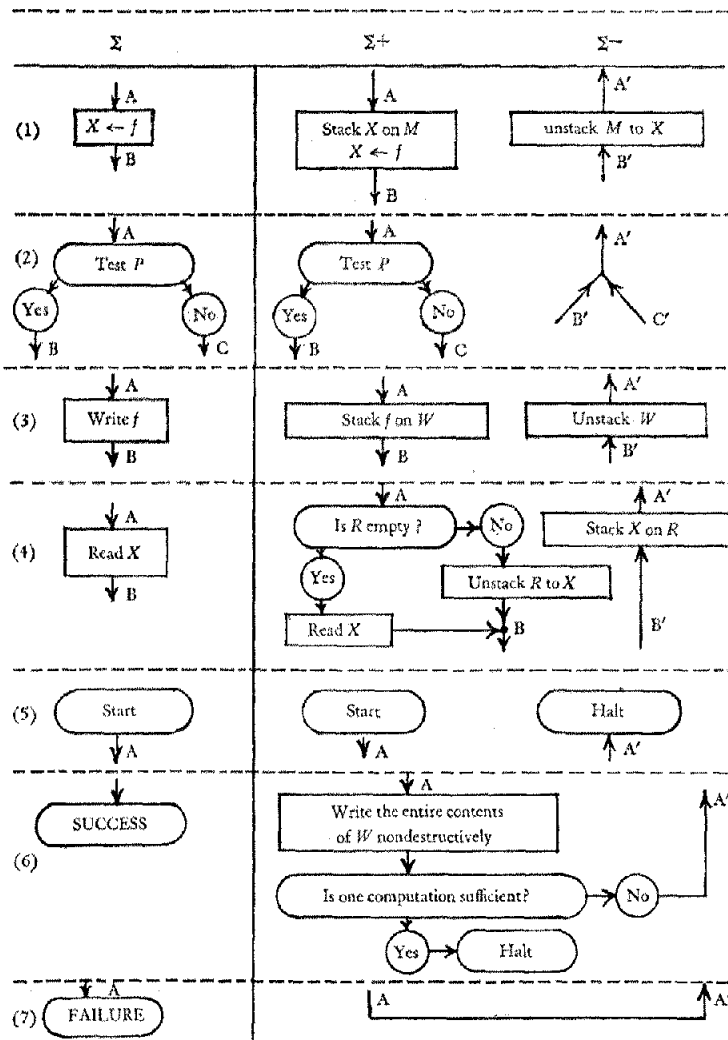 Σ Σ+ Σ−
(1)
A
X ← f
B
A
Stack X on M
X ← f
B
A′
unstack M to X
B′
(2)
A
Test P
Yes
No
B
C
A
Test P
Yes
No
B
C
A′
B′
C′
(3)
A
Write f
B
A
Stack f on W
B
A′
Unstack W
B′
(4)
A
Read X
B
A
Is R empty ?
No
Yes
Unstack R to X
Read X
B
A′
Stack X on R
B′
(5)
Start
A
Start
A
Halt
A′
(6)
SUCCESS
A
Write the entire contents
of W nondestructively
Is one computation sufficient?
No
Yes
Halt
A′
(7)
A
FAILURE
A
A′